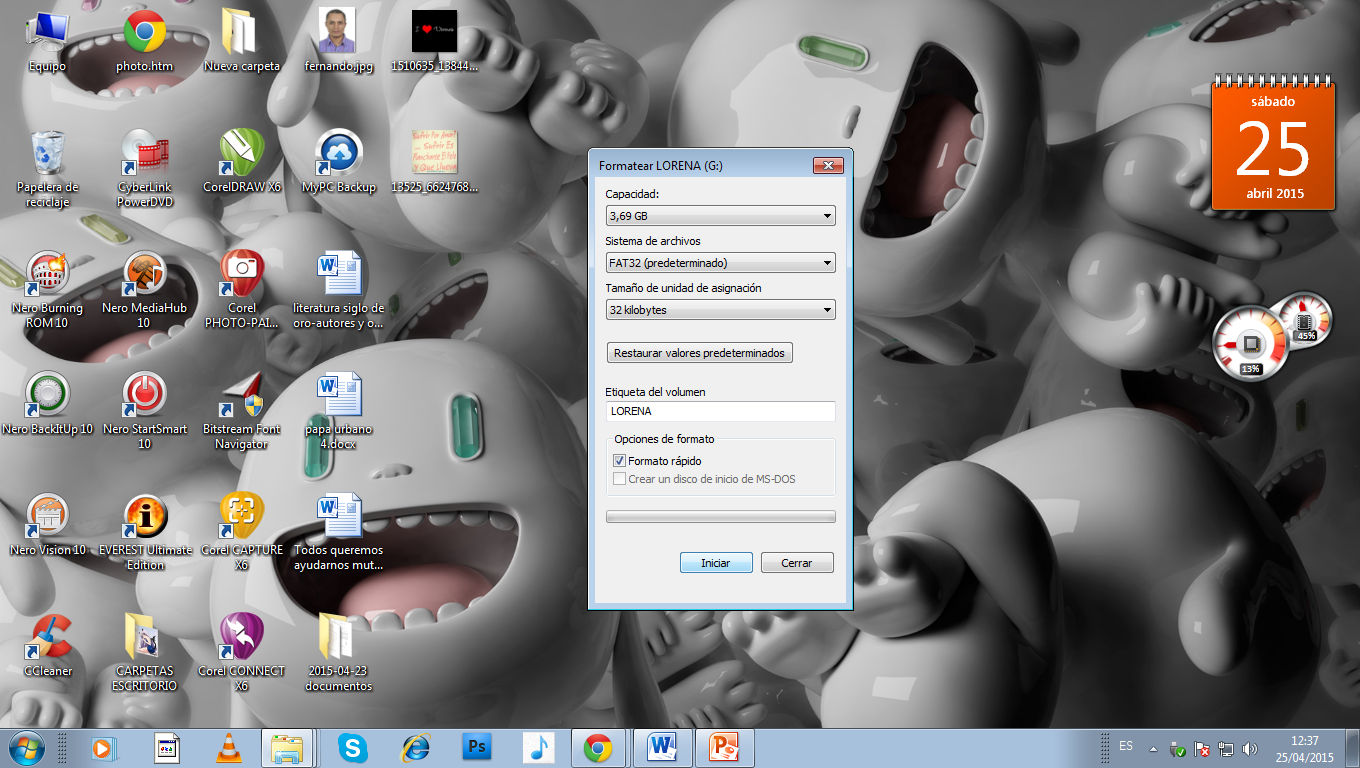 Equipo
photo.htm
Nueva carpeta
fernando.jpg
1510635_13844...
Papelera de
reciclaje
CyberLink
PowerDVD
CorelDRAW X6
MyPC Backup
13525_6624768...
Nero Burning
ROM 10
Nero MediaHub
10
Corel
PHOTO-PAI...
literatura siglo de
oro-autores y o...
Nero BackItUp 10
Nero StartSmart
10
Bitstream Font
Navigator
papa urbano
4.docx
Nero Vision 10
EVEREST Ultimate
Edition
Corel CAPTURE
X6
Todos queremos
ayudarnos mut...
CCleaner
CARPETAS
ESCRITORIO
Corel CONNECT
X6
2015-04-23
documentos
Formatear LORENA (G:)
Capacidad:
3,69 GB
Sistema de archivos
FAT32 (predeterminado)
Tamaño de unidad de asignación
32 kilobytes
Restaurar valores predeterminados
Etiqueta del volumen
LORENA
Opciones de formato
Formato rápido
Crear un disco de inicio de MS-DOS
Iniciar
Cerrar
sábado
25
abril 2015
45%
13%
Ps
ES
12:37
25/04/2015